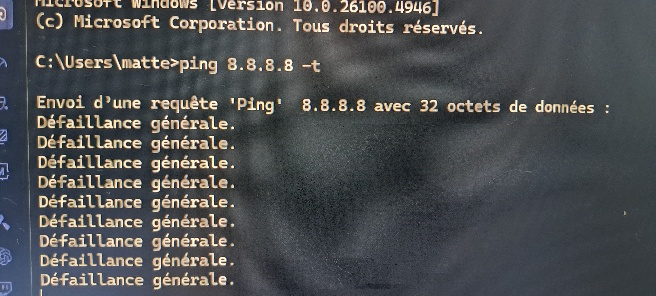 Microsoft Windows [version 10.0.26100.4946]
(c) Microsoft Corporation. Tous droits réservés.
C:\Users\matte>ping 8.8.8.8 -t
Envoi d'une requête 'Ping'  8.8.8.8 avec 32 octets de données :
Défaillance générale.
Défaillance générale.
Défaillance générale.
Défaillance générale.
Défaillance générale.
Défaillance générale.
Défaillance générale.
Défaillance générale.
Défaillance générale.